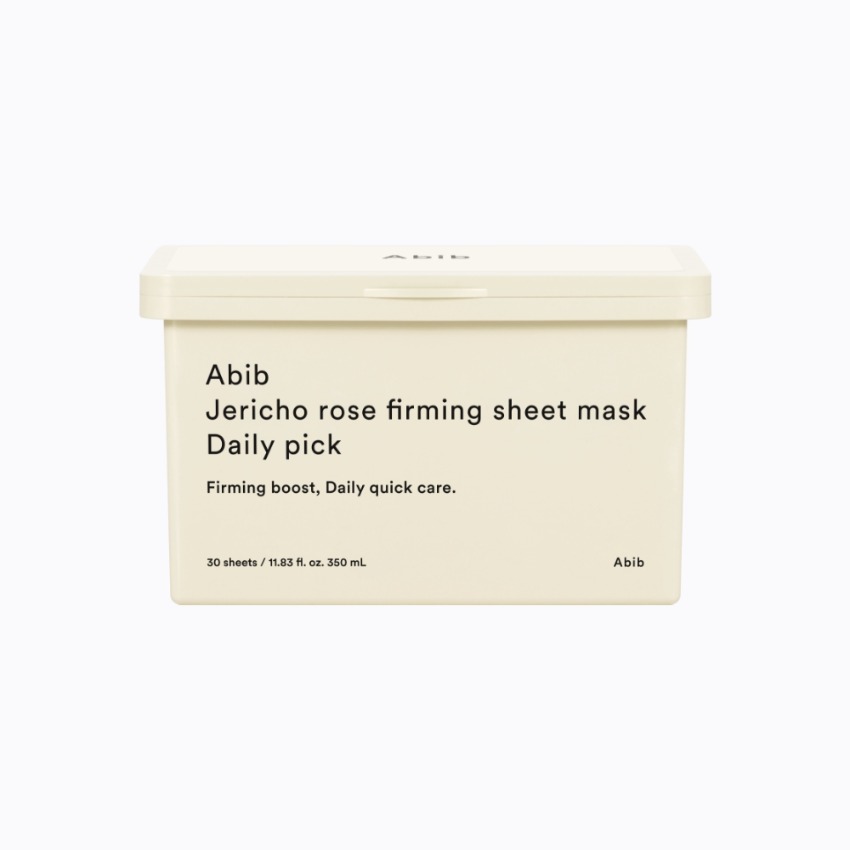 Abib
Abib
Jericho rose firming sheet mask
Daily pick
Firming boost, Daily quick care.
30 sheets / 11.83 fl. oz. 350 mL
Abib